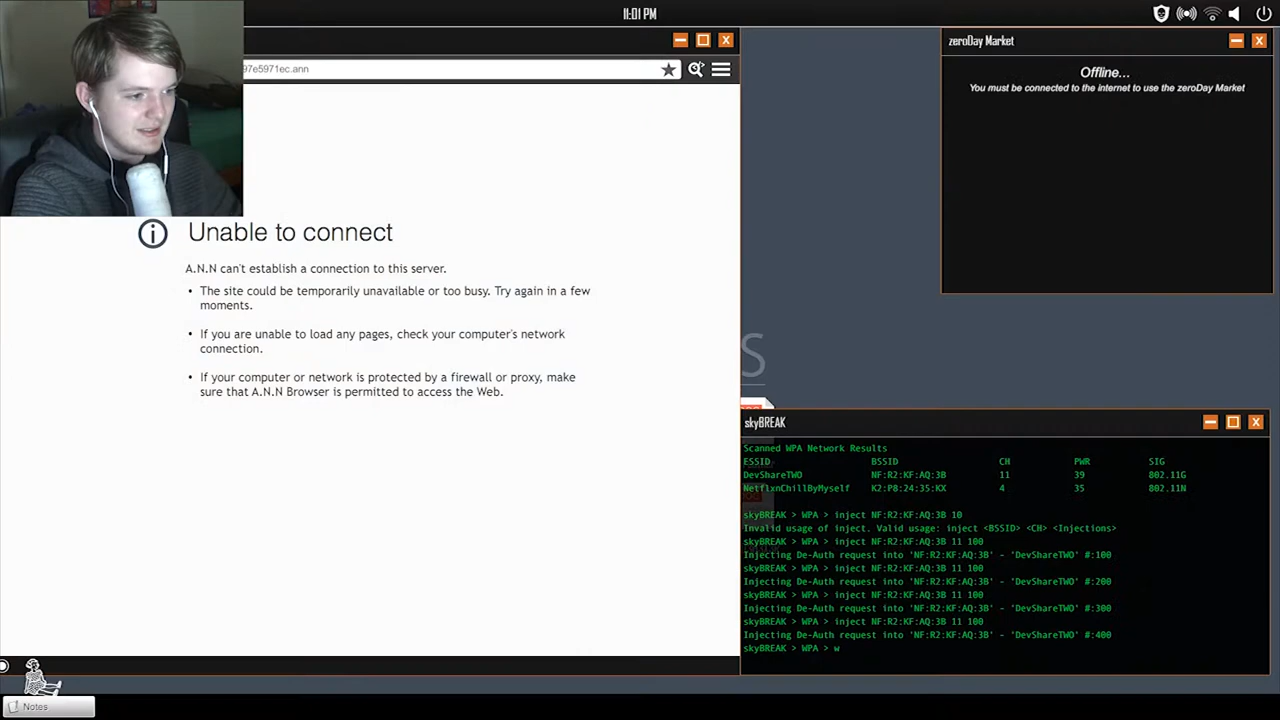 11:01 PM
97e5971ec.ann
Unable to connect
A.N.N can't establish a connection to this server.
• The site could be temporarily unavailable or too busy. Try again in a few
moments.
• If you are unable to load any pages, check your computer's network
connection.
• If your computer or network is protected by a firewall or proxy, make
sure that A.N.N Browser is permitted to access the Web.
zeroDay Market
Offline...
You must be connected to the internet to use the zeroDay Market
S
skyBREAK
Scanned WPA Network Results
ESSID BSSID CH PWR SIG
DevShareTWO NF:R2:KF:AQ:3B 11 39 802.11G
NetflxnChillByMyself K2:P8:24:35:KX 4 35 802.11N
skyBREAK > WPA > inject NF:R2:KF:AQ:3B 10
Invalid usage of inject. Valid usage: inject <BSSID> <CH> <Injections>
skyBREAK > WPA > inject NF:R2:KF:AQ:3B 11 100
Injecting De-Auth request into 'NF:R2:KF:AQ:3B' - 'DevShareTWO' #:100
skyBREAK > WPA > inject NF:R2:KF:AQ:3B 11 100
Injecting De-Auth request into 'NF:R2:KF:AQ:3B' - 'DevShareTWO' #:200
skyBREAK > WPA > inject NF:R2:KF:AQ:3B 11 100
Injecting De-Auth request into 'NF:R2:KF:AQ:3B' - 'DevShareTWO' #:300
skyBREAK > WPA > inject NF:R2:KF:AQ:3B 11 100
Injecting De-Auth request into 'NF:R2:KF:AQ:3B' - 'DevShareTWO' #:400
skyBREAK > WPA > w
Notes